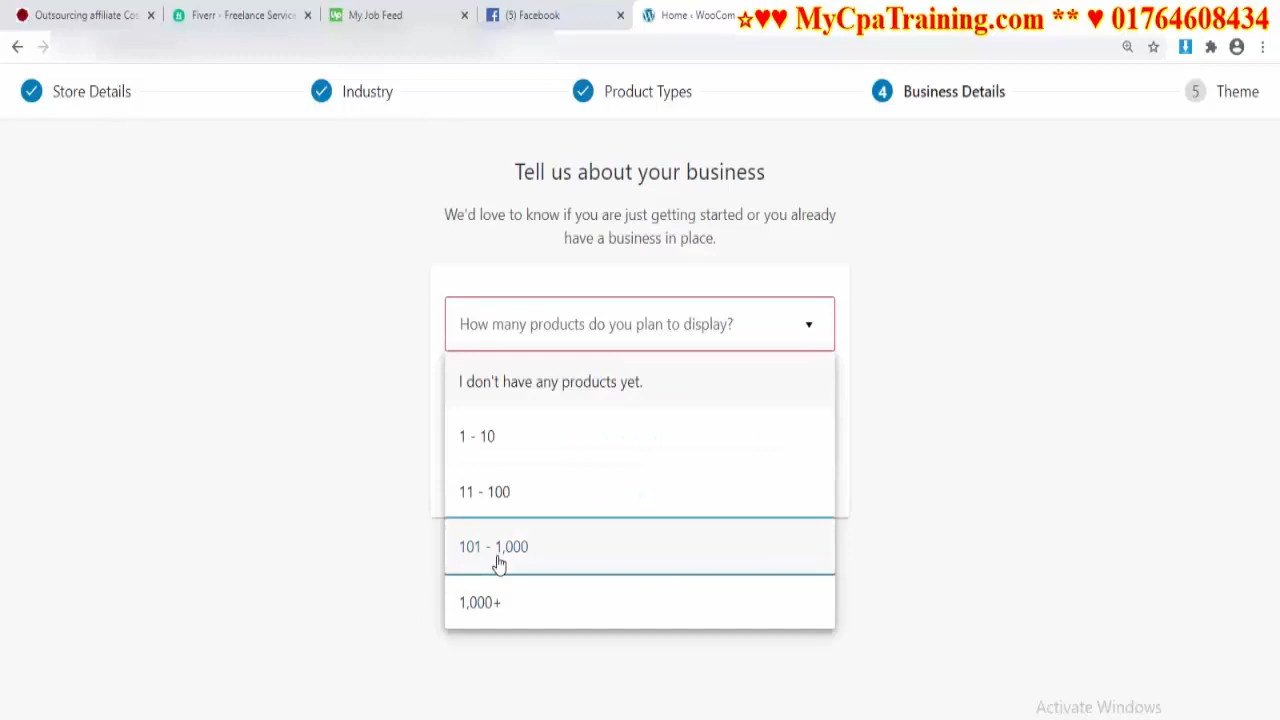 Outsourcing affiliate Cos
Fiverr - Freelance Service
My Job Feed
(5) Facebook
Home ‹ WooCom
☆♥♥ MyCpaTraining.com ** ♥ 01764608434
Store Details
Industry
Product Types
4 Business Details
5 Theme
Tell us about your business
We'd love to know if you are just getting started or you already
have a business in place.
How many products do you plan to display?
I don't have any products yet.
1 - 10
11 - 100
101 - 1,000
1,000+
Activate Windows